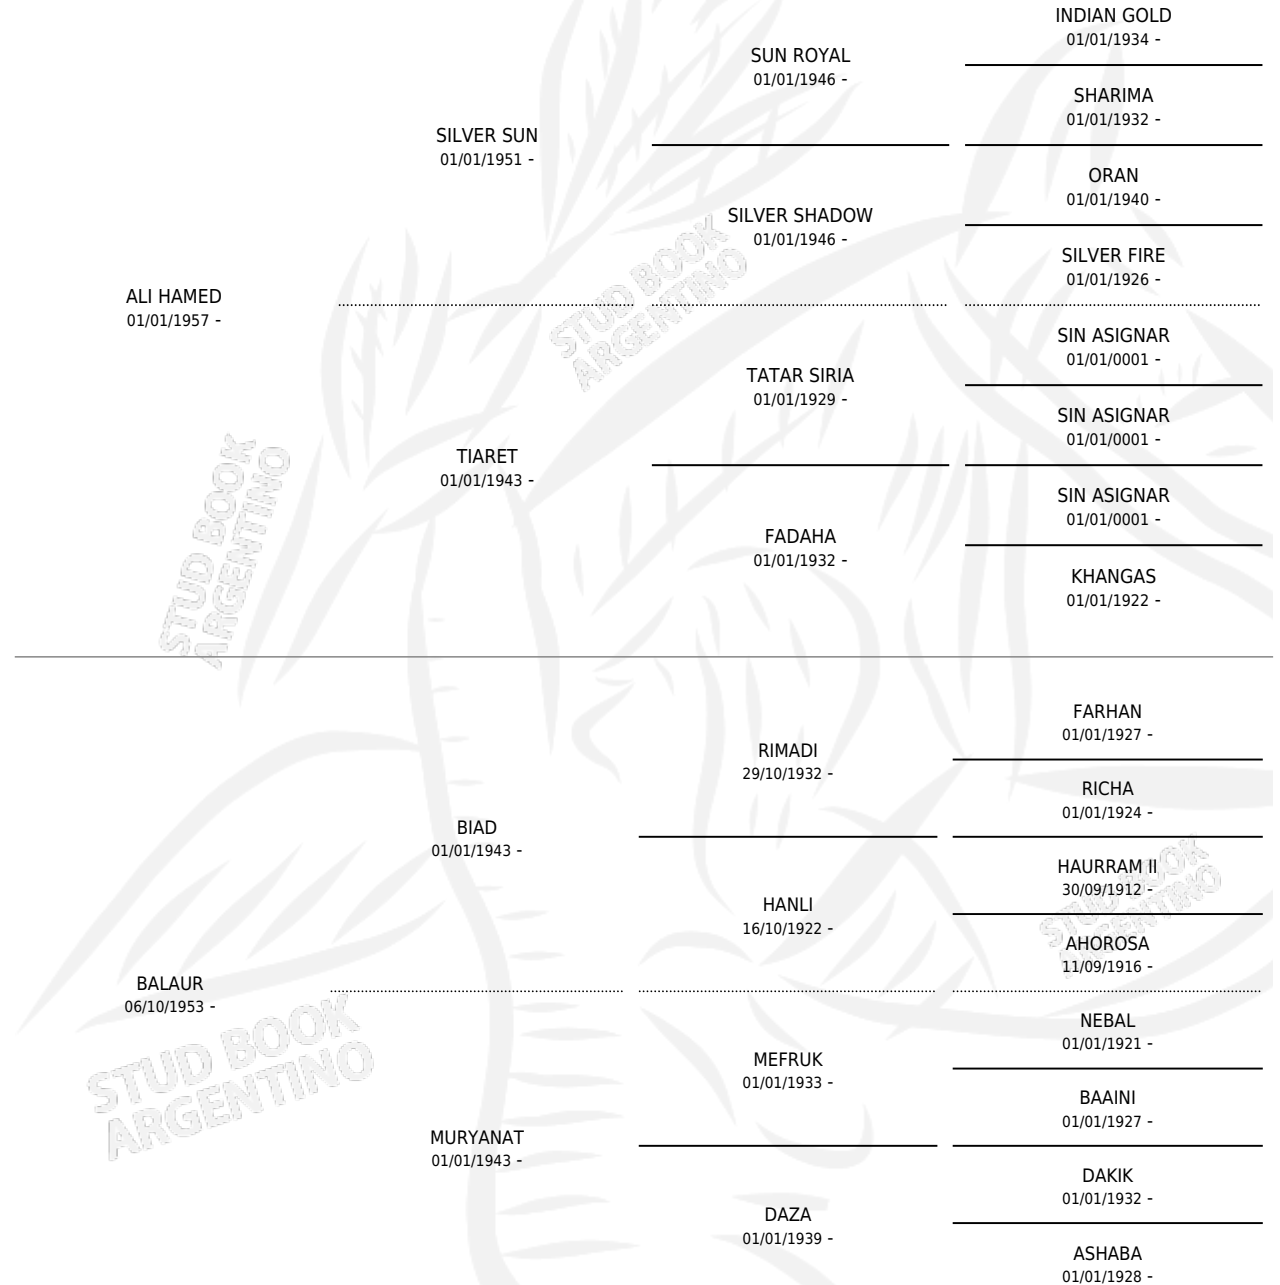 INDIAN GOLD
01/01/1934 -
SUN ROYAL
01/01/1946 -
SHARIMA
01/01/1932 -
SILVER SUN
01/01/1951 -
ORAN
01/01/1940 -
SILVER SHADOW
01/01/1946 -
SILVER FIRE
01/01/1926 -
STUD BOOK
ARGENTINO
ALI HAMED
01/01/1957 -
SIN ASIGNAR
01/01/0001 -
TATAR SIRIA
01/01/1929 -
SIN ASIGNAR
01/01/0001 -
TIARET
01/01/1943 -
SIN ASIGNAR
01/01/0001 -
FADAHA
01/01/1932 -
KHANGAS
01/01/1922 -
STUD BOOK
ARGENTINO
FARHAN
01/01/1927 -
RIMADI
29/10/1932 -
RICHA
01/01/1924 -
BIAD
01/01/1943 -
HAURRAM II
30/09/1912 -
HANLI
16/10/1922 -
AHOROSA
11/09/1916 -
STUD BOOK
ARGENTINO
BALAUR
06/10/1953 -
NEBAL
01/01/1921 -
MEFRUK
01/01/1933 -
BAAINI
01/01/1927 -
STUD BOOK
ARGENTINO
MURYANAT
01/01/1943 -
DAKIK
01/01/1932 -
DAZA
01/01/1939 -
ASHABA
01/01/1928 -